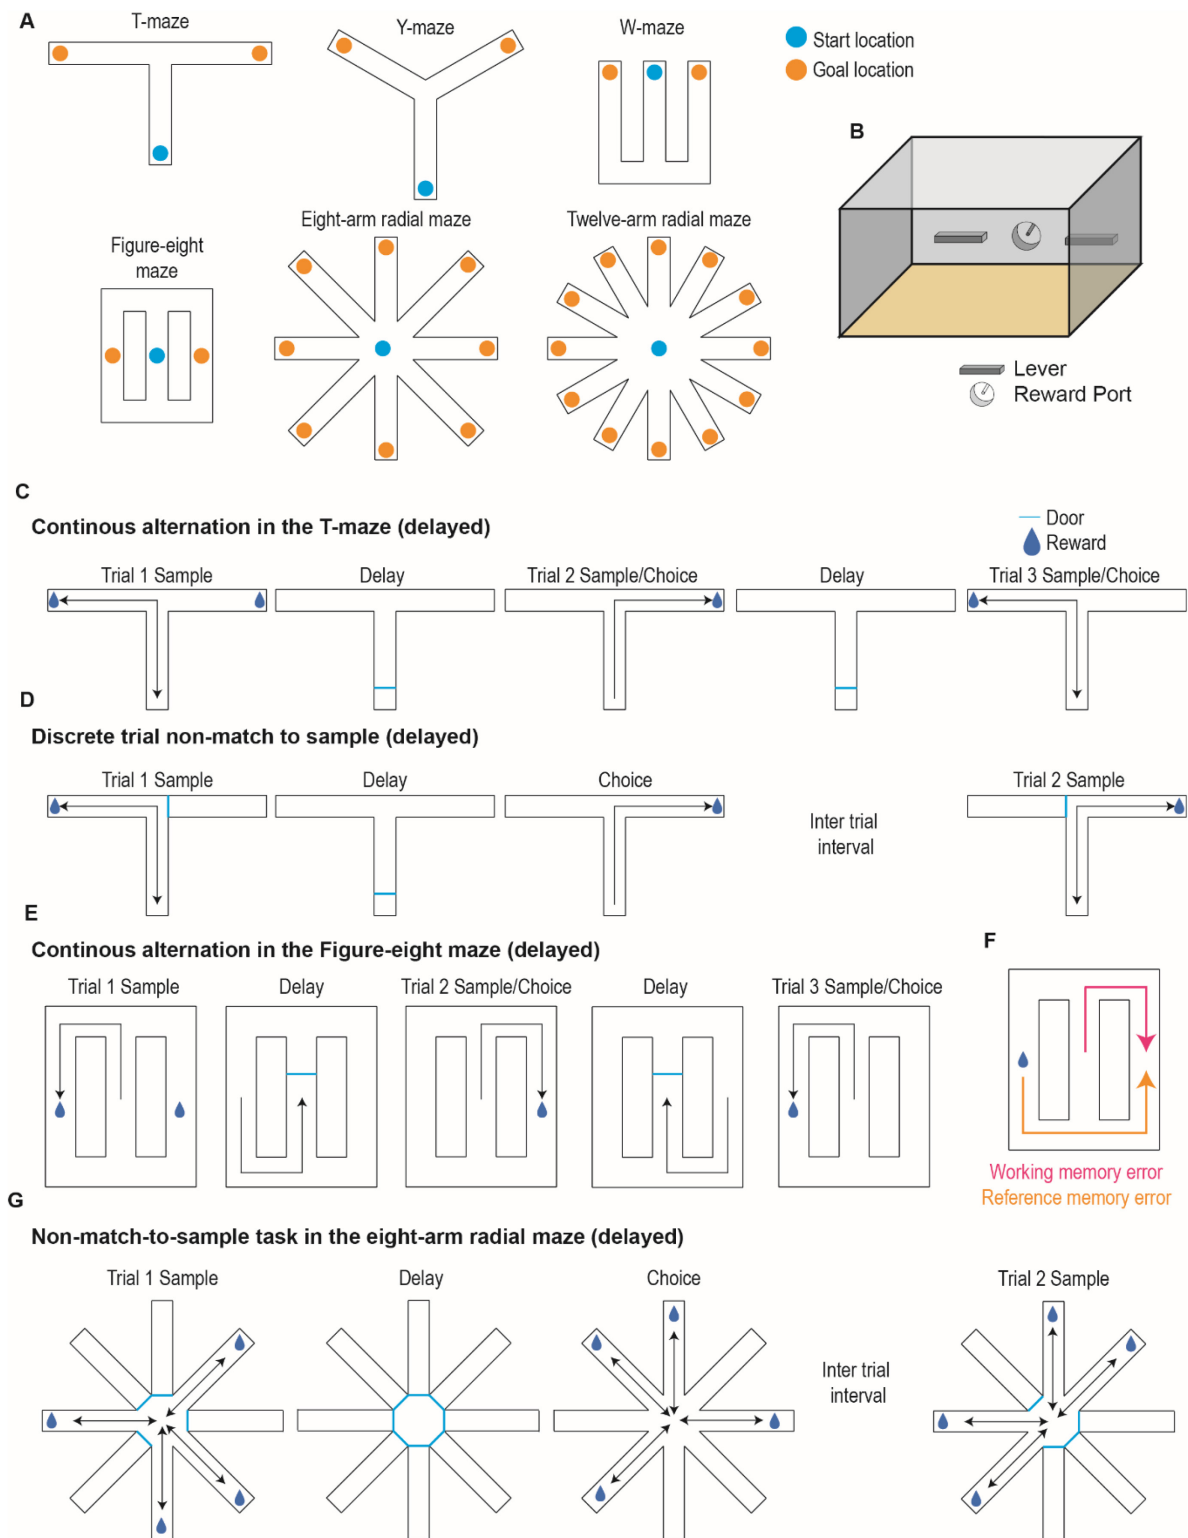 A
T-maze
Y-maze
W-maze
Start location
Goal location
B
Figure-eight
maze
Eight-arm radial maze
Twelve-arm radial maze
Lever
Reward Port
C
Continous alternation in the T-maze (delayed)
Door
Reward
Trial 1 Sample
Delay
Trial 2 Sample/Choice
Delay
Trial 3 Sample/Choice
D
Discrete trial non-match to sample (delayed)
Trial 1 Sample
Delay
Choice
Inter trial
interval
Trial 2 Sample
E
Continous alternation in the Figure-eight maze (delayed)
Trial 1 Sample
Delay
Trial 2 Sample/Choice
Delay
Trial 3 Sample/Choice
F
Working memory error
Reference memory error
G
Non-match-to-sample task in the eight-arm radial maze (delayed)
Trial 1 Sample
Delay
Choice
Inter trial
interval
Trial 2 Sample